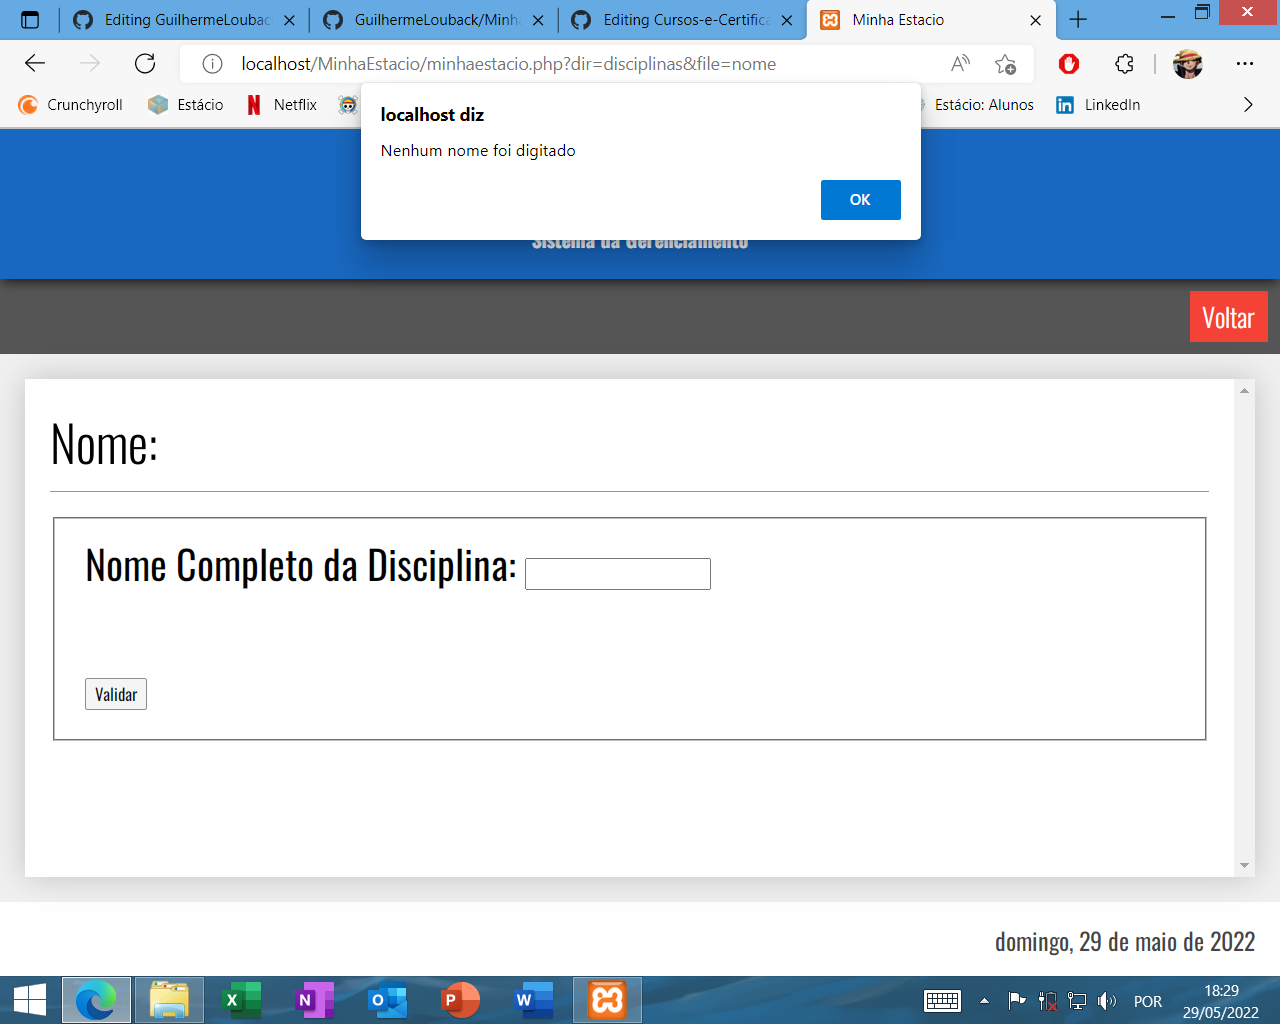 Editing GuilhermeLoubac
GuilhermeLouback/Minh
Editing Cursos-e-Certifica
Minha Estacio
localhost/MinhaEstacio/minhaestacio.php?dir=disciplinas&file=nome
Crunchyroll
Estácio
Netflix
Estácio: Alunos
LinkedIn
localhost diz
Nenhum nome foi digitado
OK
Sistema da Gerenciamento
Voltar
Nome:
Nome Completo da Disciplina:
Validar
domingo, 29 de maio de 2022
POR
18:29
29/05/2022